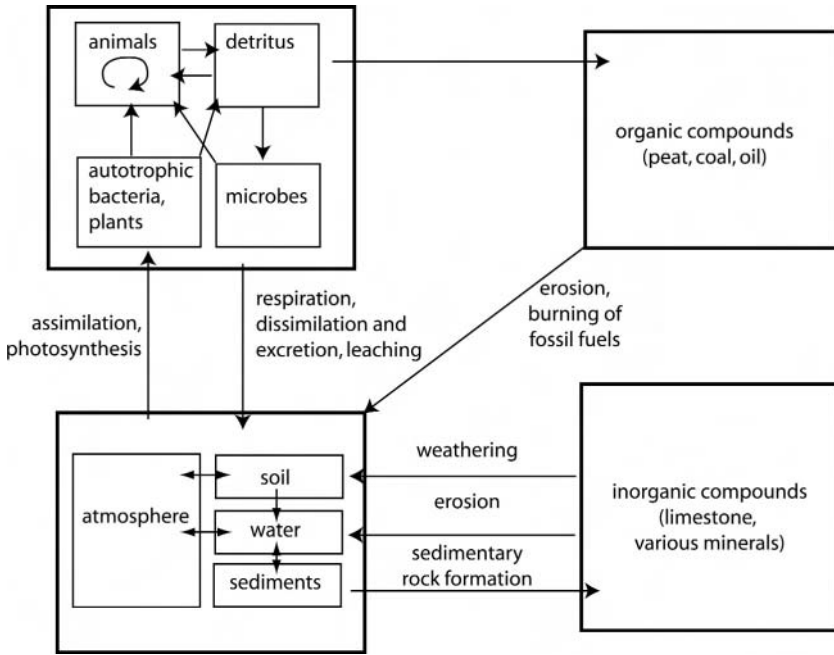 animals
detritus
autotrophic
bacteria,
plants
microbes
organic compounds
(peat, coal, oil)
assimilation,
photosynthesis
respiration,
dissimilation and
excretion, leaching
erosion,
burning of
fossil fuels
atmosphere
soil
water
sediments
weathering
erosion
sedimentary
rock formation
inorganic compounds
(limestone,
various minerals)